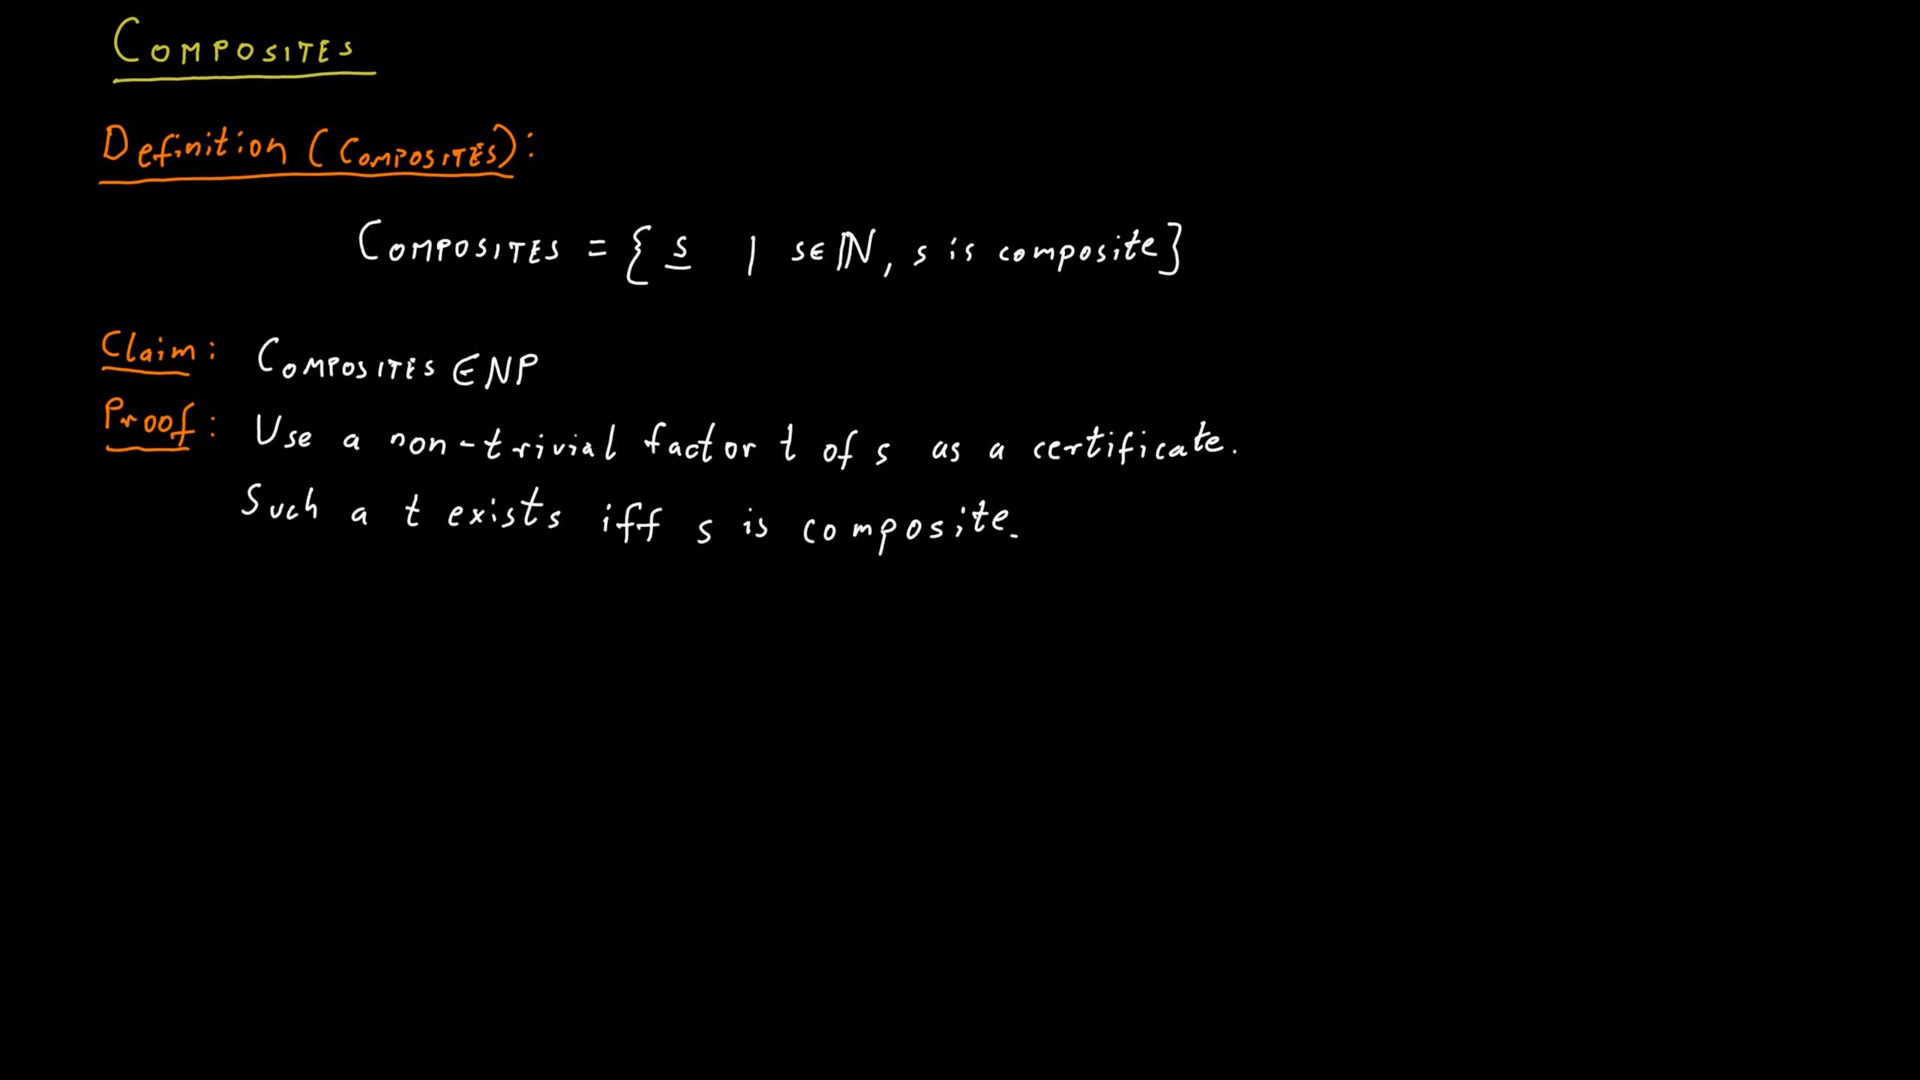 COMPOSITES
Definition (COMPOSITES):
COMPOSITES = { s | s∈ℕ, s is composite}
Claim: COMPOSITES ∈ NP
Proof: Use a non-trivial factor t of s as a certificate.
Such a t exists iff s is composite.